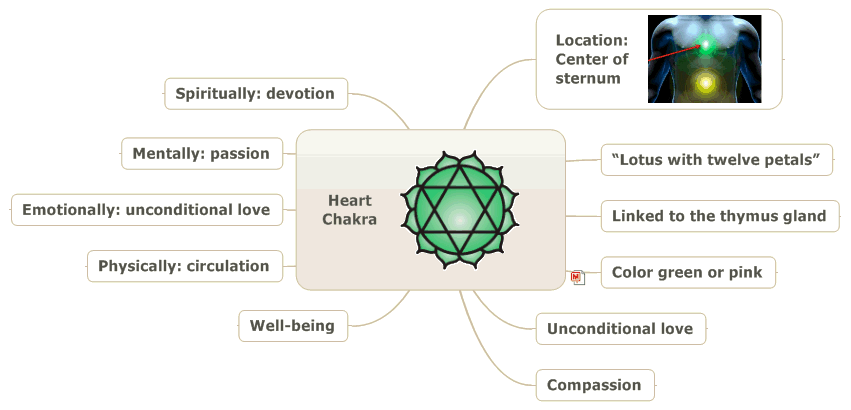 Location:
Center of
sternum
Spiritually: devotion
Mentally: passion
“Lotus with twelve petals”
Heart
Chakra
Emotionally: unconditional love
Linked to the thymus gland
Physically: circulation
Color green or pink
M
Well-being
Unconditional love
Compassion